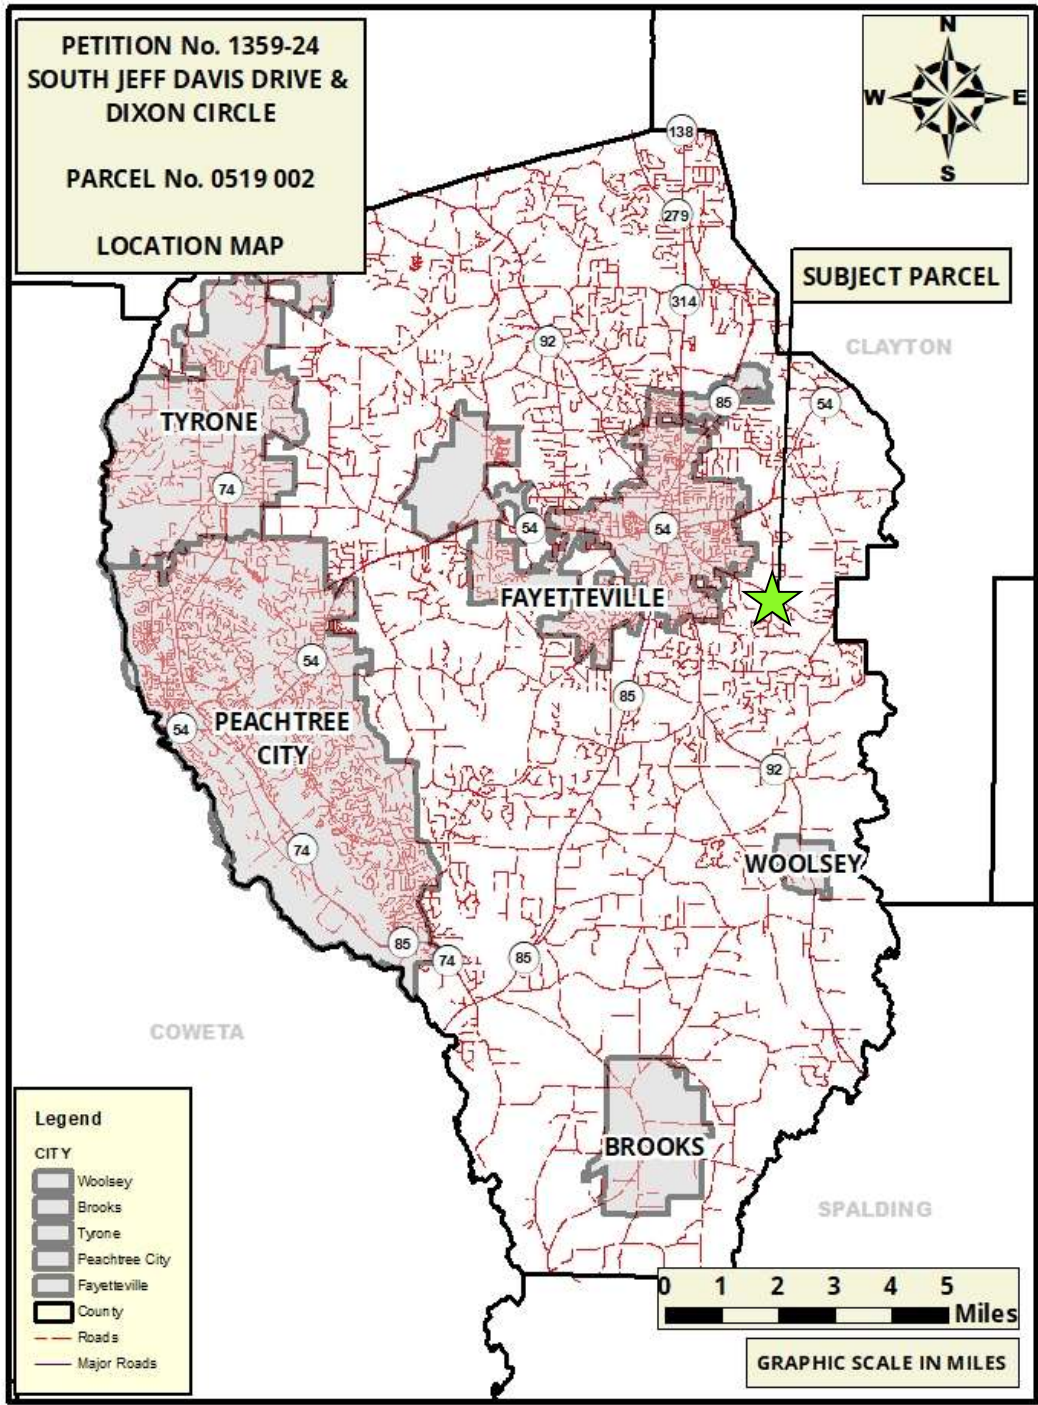 PETITION No. 1359-24
SOUTH JEFF DAVIS DRIVE &
DIXON CIRCLE
PARCEL No. 0519 002
LOCATION MAP
N
W
E
S
138
279
SUBJECT PARCEL
314
92
CLAYTON
85
54
TYRONE
74
54
54
FAYETTEVILLE
54
85
PEACHTREE
CITY
54
92
74
WOOLSEY
85
74
85
COWETA
BROOKS
SPALDING
Legend
CITY
Woolsey
Brooks
Tyrone
Peachtree City
Fayetteville
County
Roads
Major Roads
0 1 2 3 4 5
Miles
GRAPHIC SCALE IN MILES